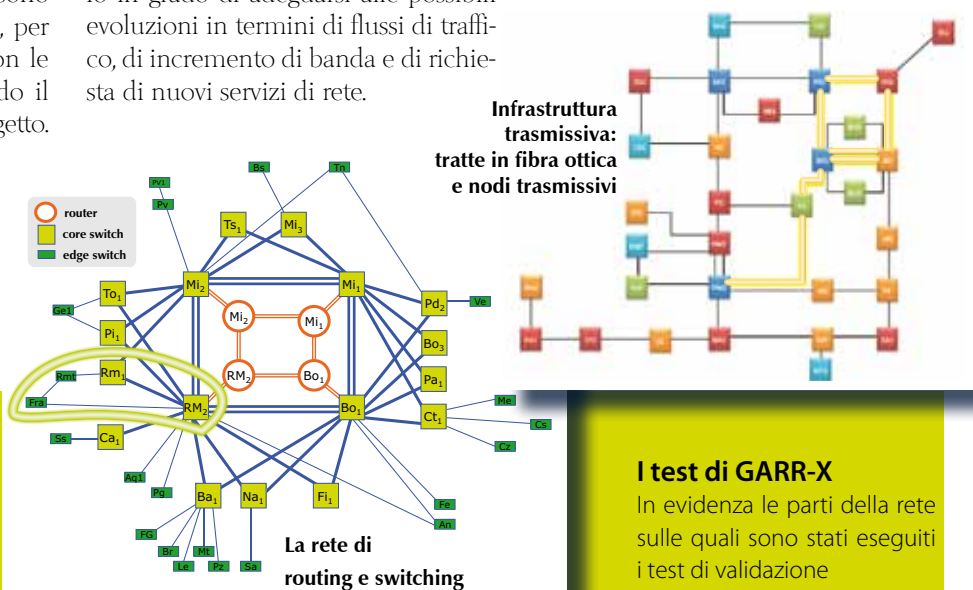 sono
, per
on le
do il
getto.
lo in grado di adeguarsi alle possibili
evoluzioni in termini di flussi di traffi-
co, di incremento di banda e di richie-
sta di nuovi servizi di rete.
Infrastruttura
trasmissiva:
tratte in fibra ottica
e nodi trasmissivi
router
core switch
edge switch
PV1
Pv
Bs
Tn
Ts1
Mi3
Mi2
Mi1
To1
Ge1
Pi1
Rmt
Rm1
Fra
RM2
Bo1
Mi2
Mi1
RM2
Bo1
Pd2
Ve
Bo3
Pa1
Ct1
Me
Cs
Cz
Ss
Ca1
Aq1
Pg
Ba1
Na1
Fi1
Fe
An
FG
Br
Le
Mt
Pz
Sa
La rete di
routing e switching
I test di GARR-X
In evidenza le parti della rete
sulle quali sono stati eseguiti
i test di validazione